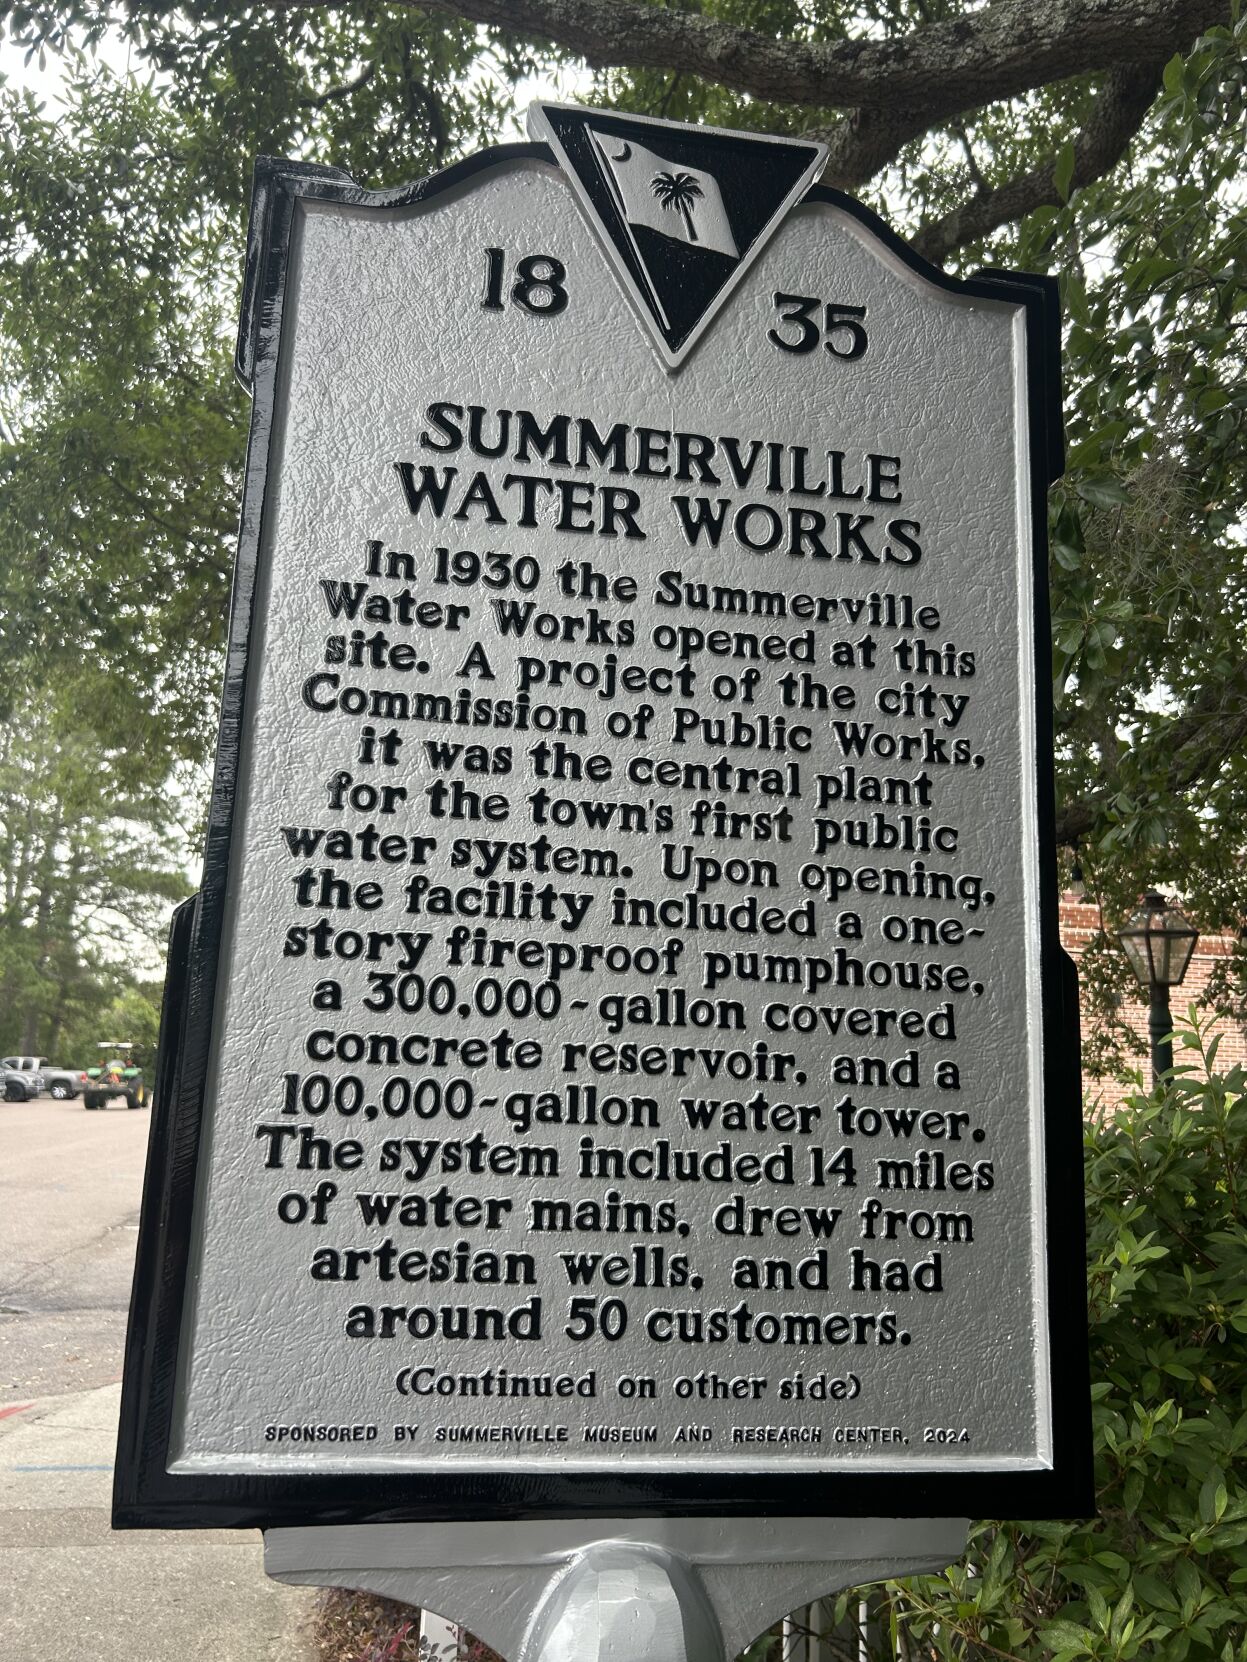 18 35
SUMMERVILLE
WATER WORKS
In 1930 the Summerville
Water Works opened at this
site. A project of the city
Commission of Public Works,
it was the central plant
for the town's first public
water system. Upon opening,
the facility included a one-
story fireproof pumphouse,
a 300,000-gallon covered
concrete reservoir, and a
100,000-gallon water tower.
The system included 14 miles
of water mains, drew from
artesian wells, and had
around 50 customers.
(Continued on other side)
SPONSORED BY SUMMERVILLE MUSEUM AND RESEARCH CENTER, 2024